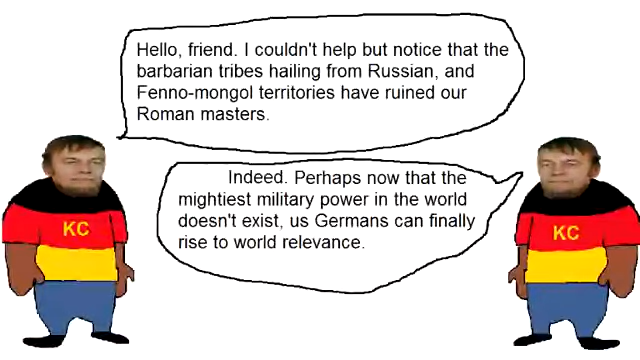 Hello, friend. I couldn't help but notice that the
barbarian tribes hailing from Russian, and
Fenno-mongol territories have ruined our
Roman masters.
Indeed. Perhaps now that the
mightiest military power in the world
doesn't exist, us Germans can finally
rise to world relevance.
KC
KC